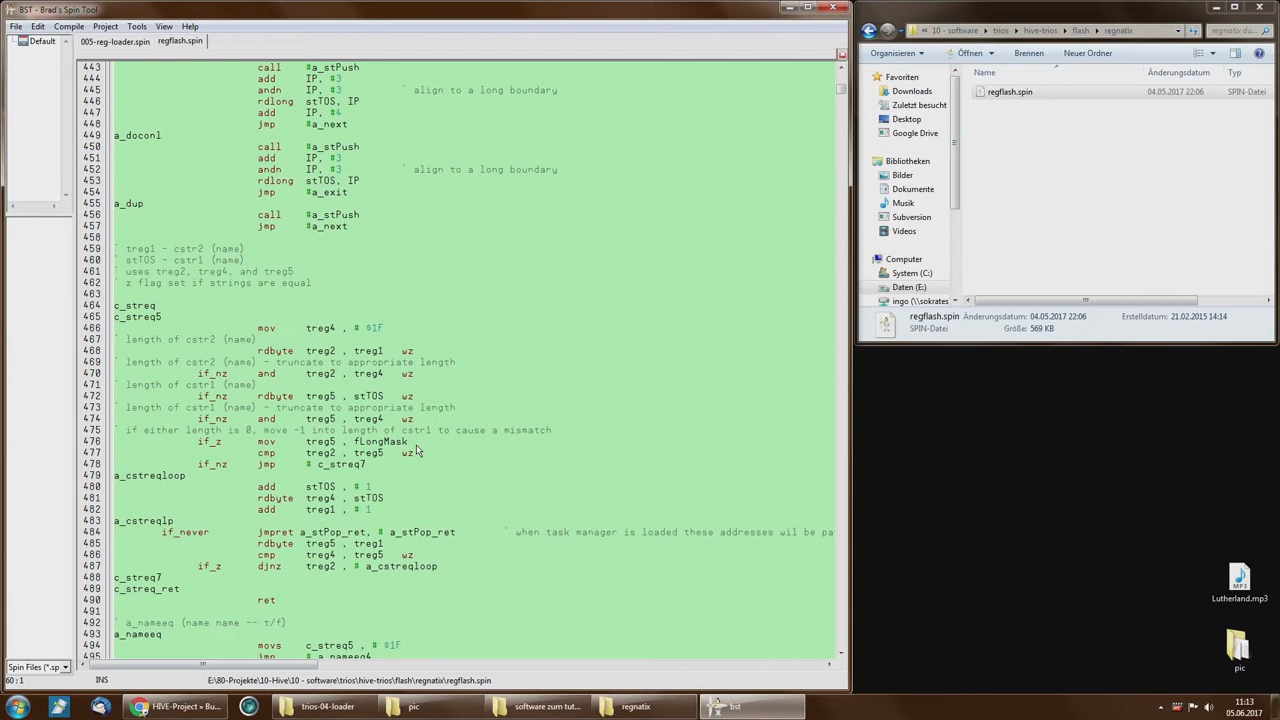 BST - Brad's Spin Tool
File Edit Compile Project Tools View Help
Default
005-reg-loader.spin regflash.spin
443 call #a_stPush
444 add IP, #3
445 andn IP, #3 ` align to a long boundary
446 rdlong stTOS, IP
447 add IP, #4
448 jmp #a_next
449 a_doconl
450 call #a_stPush
451 add IP, #3
452 andn IP, #3 ` align to a long boundary
453 rdlong stTOS, IP
454 jmp #a_exit
455 a_dup
456 call #a_stPush
457 jmp #a_next
458
459 ` treg1 - cstr2 (name)
460 ` stTOS - cstr1 (name)
461 ` uses treg2, treg4, and treg5
462 ` z flag set if strings are equal
463
464 c_streq
465 c_streq5
466 mov treg4 , # $1F
467 ` length of cstr2 (name)
468 rdbyte treg2 , treg1 wz
469 ` length of cstr2 (name) - truncate to appropriate length
470 if_nz and treg2 , treg4 wz
471 ` length of cstr1 (name)
472 if_nz rdbyte treg5 , stTOS wz
473 ` length of cstr1 (name) - truncate to appropriate length
474 if_nz and treg5 , treg4 wz
475 ` if either length is 0, move -1 into length of cstr1 to cause a mismatch
476 if_z mov treg5 , fLongMask
477 cmp treg2 , treg5 wz
478 if_nz jmp # c_streq7
479 a_cstreqloop
480 add stTOS , # 1
481 rdbyte treg4 , stTOS
482 add treg1 , # 1
483 a_cstreqlp
484 if_never jmpret a_stPop_ret, # a_stPop_ret ` when task manager is loaded these addresses wil be pa
485 rdbyte treg5 , treg1
486 cmp treg4 , treg5 wz
487 if_z djnz treg2 , # a_cstreqloop
488 c_streq7
489 c_streq_ret
490 ret
491
492 ` a_nameeq (name name -- t/f)
493 a_nameeq
494 movs c_streq5 , # $1F
495 jmp # a_nameeq4
Spin Files (*.sp
60 : 1 INS E:\80-Projekte\10-Hive\10 - software\trios\hive-trios\flash\regnatix\regflash.spin
« 10 - software ▸ trios ▸ hive-trios ▸ flash ▸ regnatix
regnatix du...
Organisieren Öffnen Brennen Neuer Ordner
Favoriten
Downloads
Zuletzt besucht
Desktop
Google Drive
Bibliotheken
Bilder
Dokumente
Musik
Subversion
Videos
Computer
System (C:)
Daten (E:)
ingo (\\sokrates
Name Änderungsdatum Typ
regflash.spin 04.05.2017 22:06 SPIN-Datei
regflash.spin Änderungsdatum: 04.05.2017 22:06 Erstelldatum: 21.02.2015 14:14
SPIN-Datei Größe: 569 KB
Lutherland.mp3
pic
HIVE-Project » Bu... trios-04-loader pic software zum tut... regnatix bst
11:13
05.06.2017